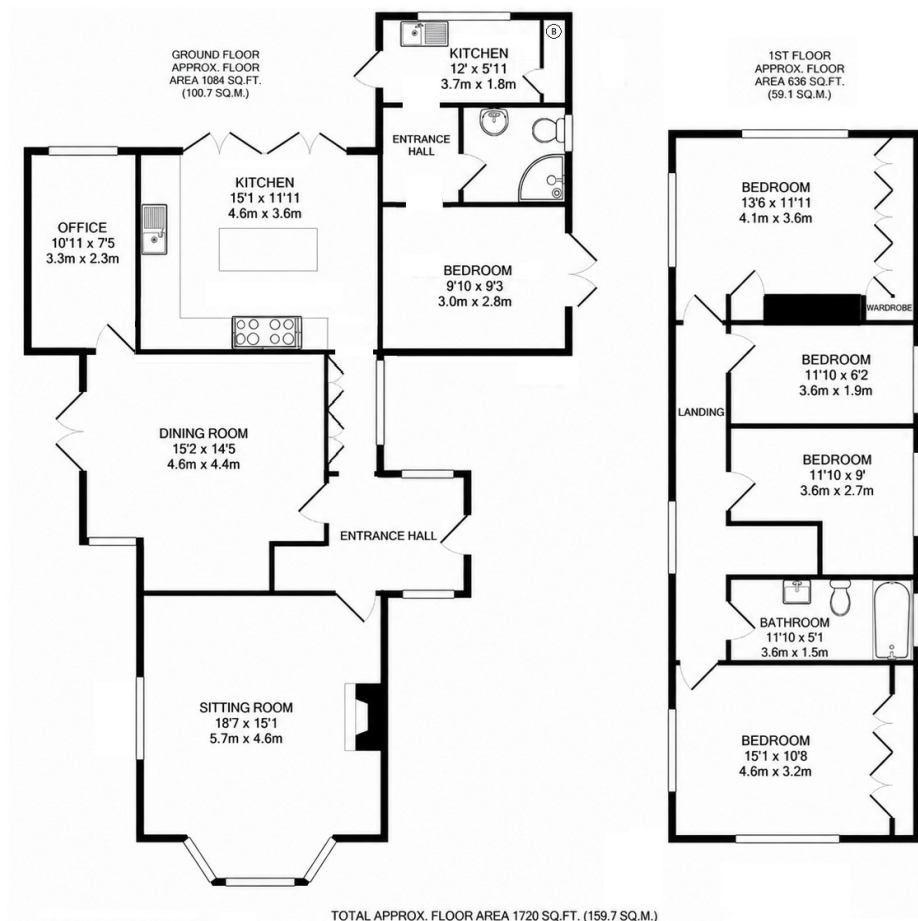 GROUND FLOOR
APPROX. FLOOR
AREA 1084 SQ.FT.
(100.7 SQ.M.)
B
KITCHEN
12' x 5'11
3.7m x 1.8m
ENTRANCE
HALL
KITCHEN
15'1 x 11'11
4.6m x 3.6m
OFFICE
10'11 x 7'5
3.3m x 2.3m
BEDROOM
9'10 x 9'3
3.0m x 2.8m
DINING ROOM
15'2 x 14'5
4.6m x 4.4m
ENTRANCE HALL
SITTING ROOM
18'7 x 15'1
5.7m x 4.6m
1ST FLOOR
APPROX. FLOOR
AREA 636 SQ.FT.
(59.1 SQ.M.)
BEDROOM
13'6 x 11'11
4.1m x 3.6m
WARDROBE
BEDROOM
11'10 x 6'2
3.6m x 1.9m
LANDING
BEDROOM
11'10 x 9'
3.6m x 2.7m
BATHROOM
11'10 x 5'1
3.6m x 1.5m
BEDROOM
15'1 x 10'8
4.6m x 3.2m
TOTAL APPROX. FLOOR AREA 1720 SQ.FT. (159.7 SQ.M.)